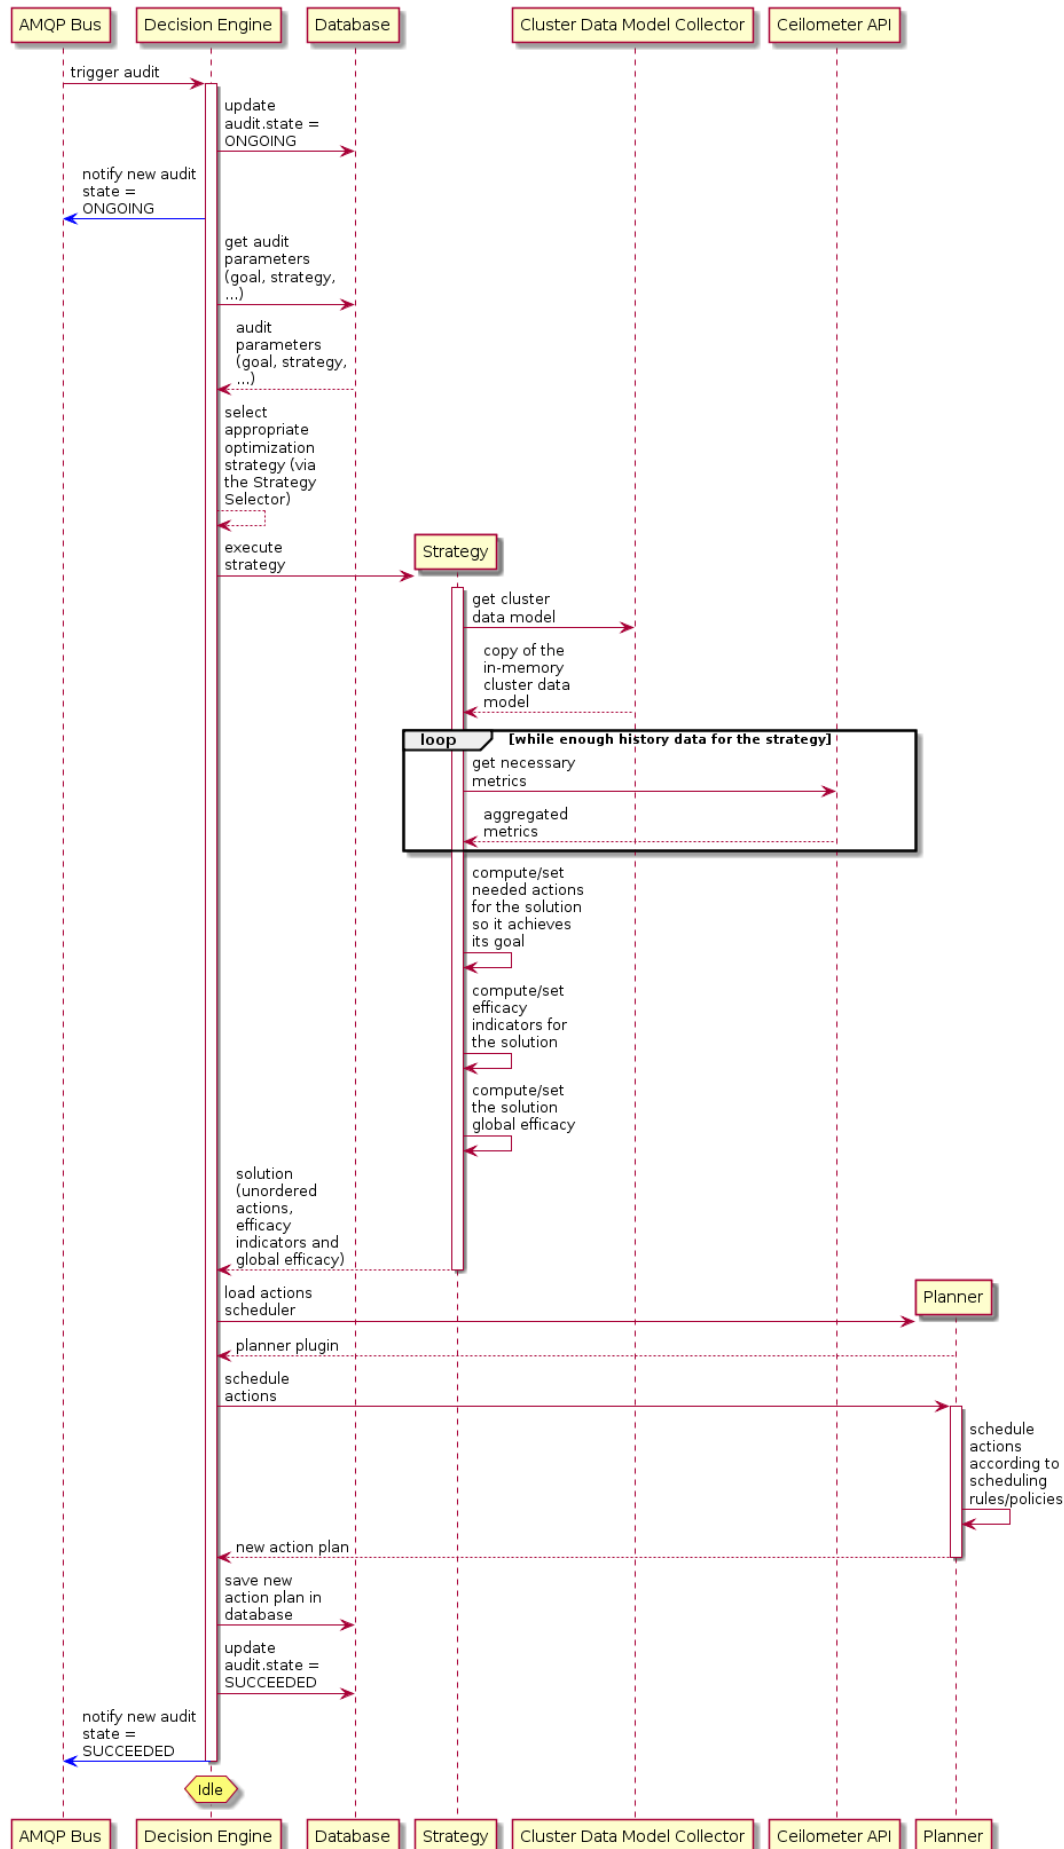 AMQP Bus
Decision Engine
Database
Cluster Data Model Collector
Ceilometer API
trigger audit
update
audit.state =
ONGOING
notify new audit
state =
ONGOING
get audit
parameters
(goal, strategy,
...)
audit
parameters
(goal, strategy,
...)
select
appropriate
optimization
strategy (via
the Strategy
Selector)
Strategy
execute
strategy
get cluster
data model
copy of the
in-memory
cluster data
model
loop
[while enough history data for the strategy]
get necessary
metrics
aggregated
metrics
compute/set
needed actions
for the solution
so it achieves
its goal
compute/set
efficacy
indicators for
the solution
compute/set
the solution
global efficacy
solution
(unordered
actions,
efficacy
indicators and
global efficacy)
load actions
scheduler
Planner
planner plugin
schedule
actions
schedule
actions
according to
scheduling
rules/policies
new action plan
save new
action plan in
database
update
audit.state =
SUCCEEDED
notify new audit
state =
SUCCEEDED
Idle
AMQP Bus
Decision Engine
Database
Strategy
Cluster Data Model Collector
Ceilometer API
Planner